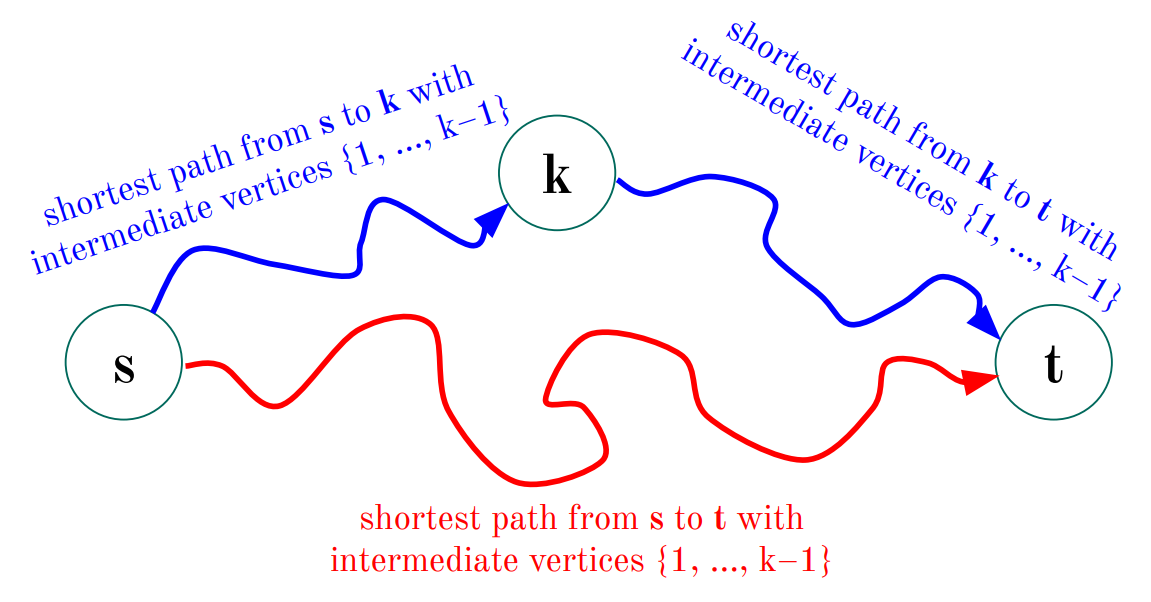 shortest path from s to k with
intermediate vertices {1, ..., k−1}
shortest path from k to t with
intermediate vertices {1, ..., k−1}
k
s
t
shortest path from s to t with
intermediate vertices {1, ..., k−1}